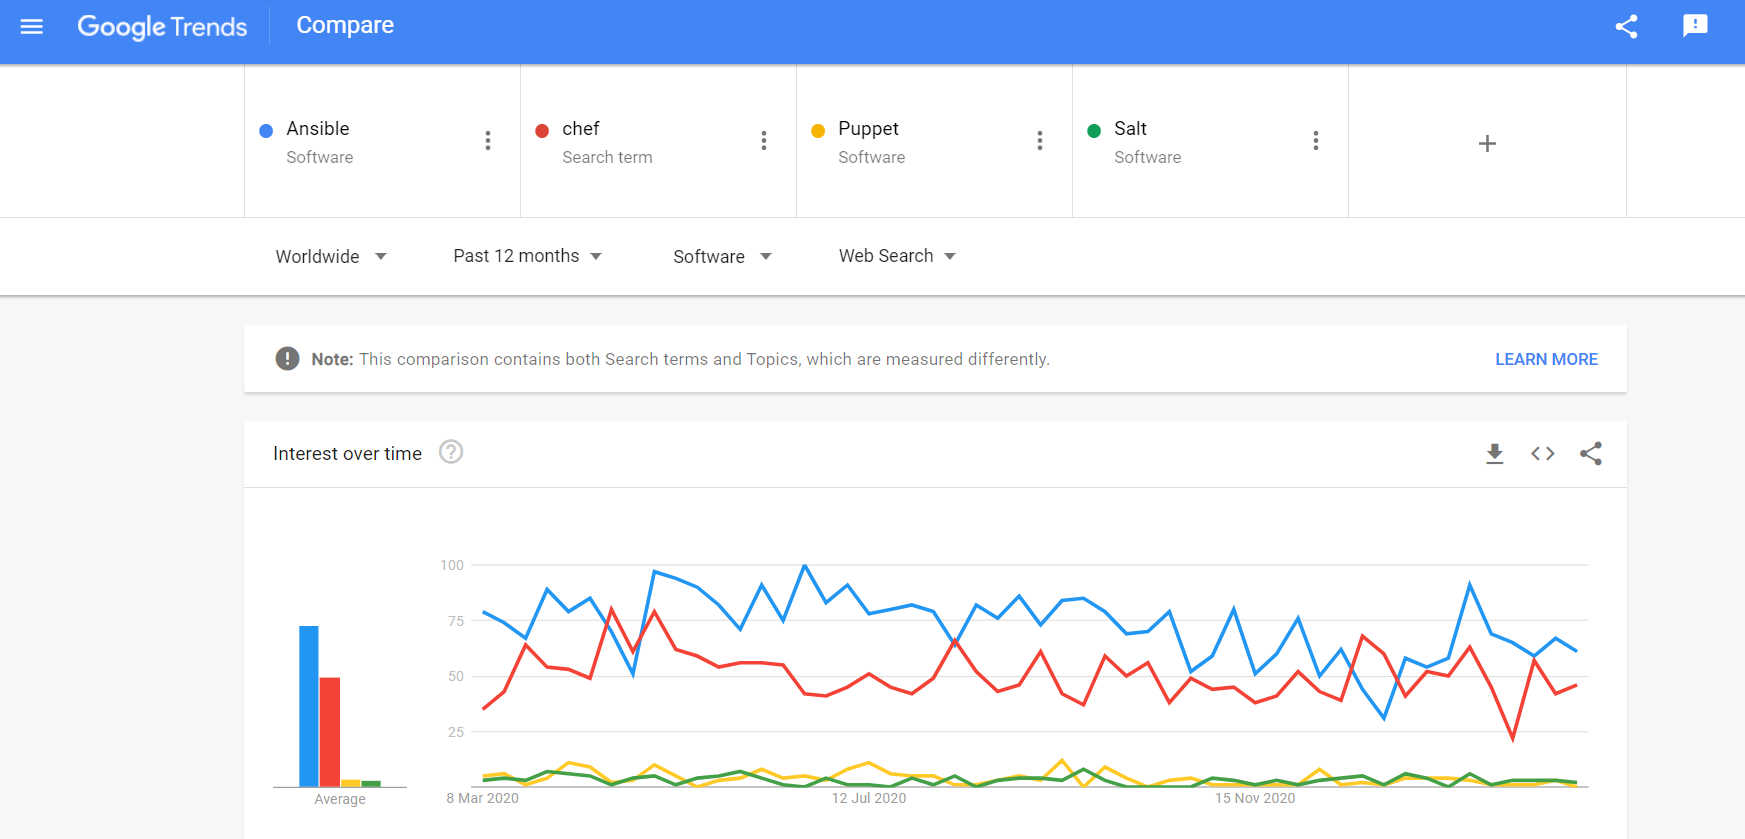 Google Trends
Compare
Ansible
Software
chef
Search term
Puppet
Software
Salt
Software
+
Worldwide
Past 12 months
Software
Web Search
! Note: This comparison contains both Search terms and Topics, which are measured differently.
LEARN MORE
Interest over time ?
100
75
50
25
Average
8 Mar 2020
12 Jul 2020
15 Nov 2020